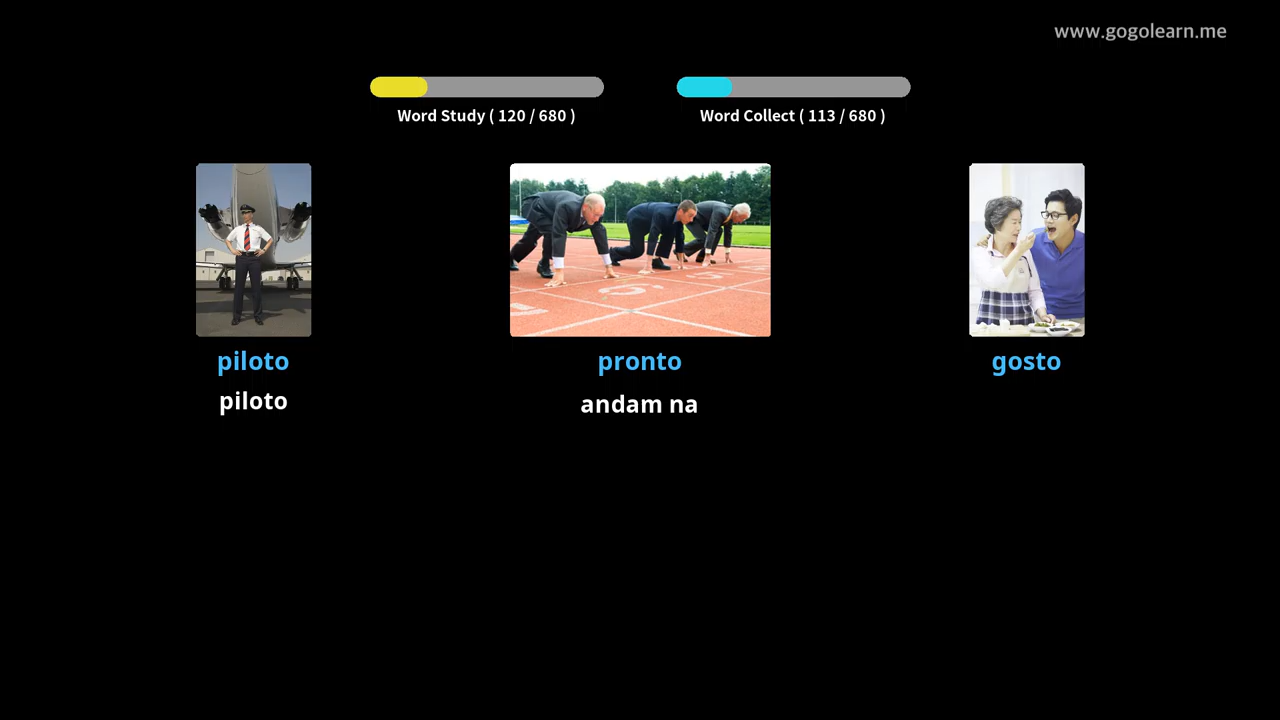 www.gogolearn.me
Word Study ( 120 / 680 )
Word Collect ( 113 / 680 )
piloto
pronto
gosto
piloto
andam na